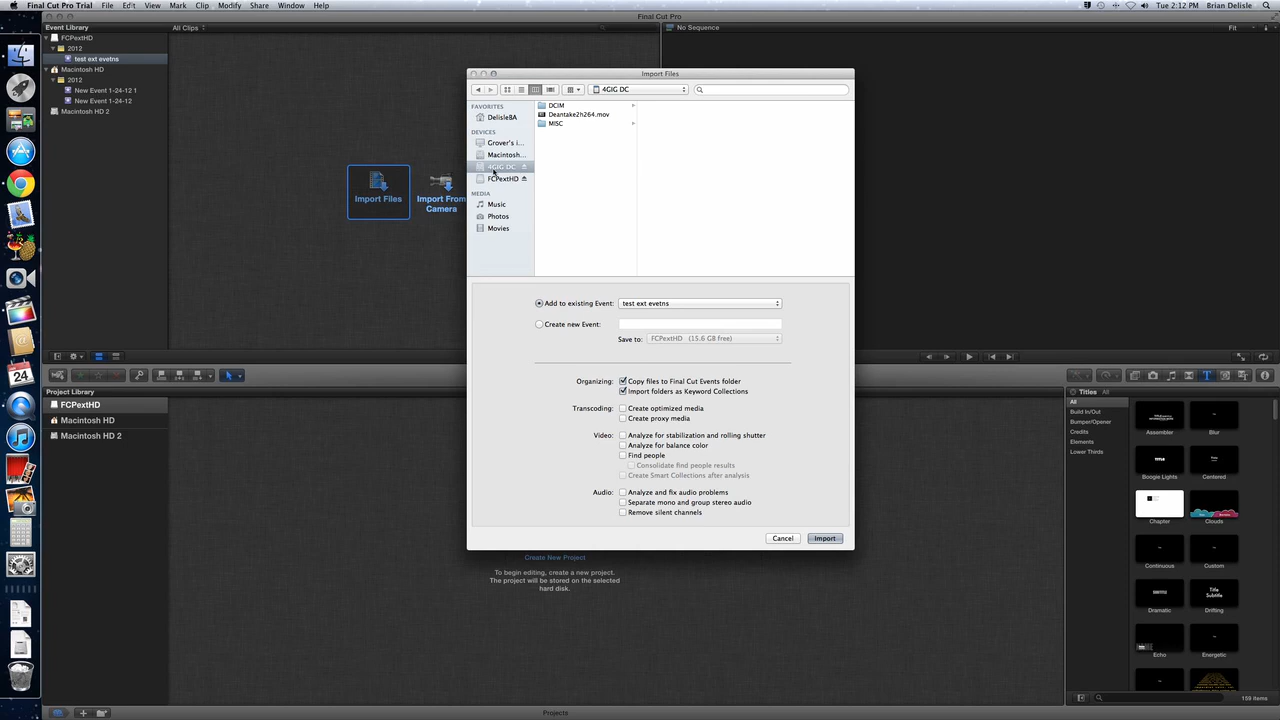 Final Cut Pro Trial File Edit View Mark Clip Modify Share Window Help
Tue 2:12 PM Brian Delisle
Final Cut Pro
Event Library
All Clips
No Sequence
Fit
FCPextHD
2012
test ext evetns
Macintosh HD
2012
New Event 1-24-12 1
New Event 1-24-12
Macintosh HD 2
Import Files
Import From
Camera
Import Files
4GIG DC
FAVORITES
DelisleBA
DEVICES
Grover's i...
Macintosh...
4GIG DC
FCPextHD
MEDIA
Music
Photos
Movies
DCIM
Deantake2h264.mov
MISC
Add to existing Event: test ext evetns
Create new Event:
Save to: FCPextHD (15.6 GB free)
Organizing: Copy files to Final Cut Events folder
Import folders as Keyword Collections
Transcoding: Create optimized media
Create proxy media
Video: Analyze for stabilization and rolling shutter
Analyze for balance color
Find people
Consolidate find people results
Create Smart Collections after analysis
Audio: Analyze and fix audio problems
Separate mono and group stereo audio
Remove silent channels
Cancel Import
Project Library
FCPextHD
Macintosh HD
Macintosh HD 2
Create New Project
To begin editing, create a new project.
The project will be stored on the selected
hard disk.
Titles All
All
Build In/Out
Bumper/Opener
Credits
Elements
Lower Thirds
Assembler Blur
TITLE
Boogie Lights Centered
Chapter Clouds
Continuous Custom
Title
Subtitle
Dramatic Drifting
Echo Energetic
24
159 items
Projects